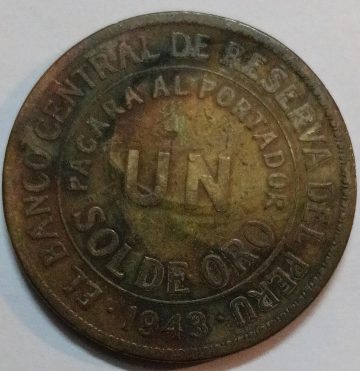 EL BANCO CENTRAL DE RESERVA DEL PERU
PAGARA AL PORTADOR
UN
SOL DE ORO
1943